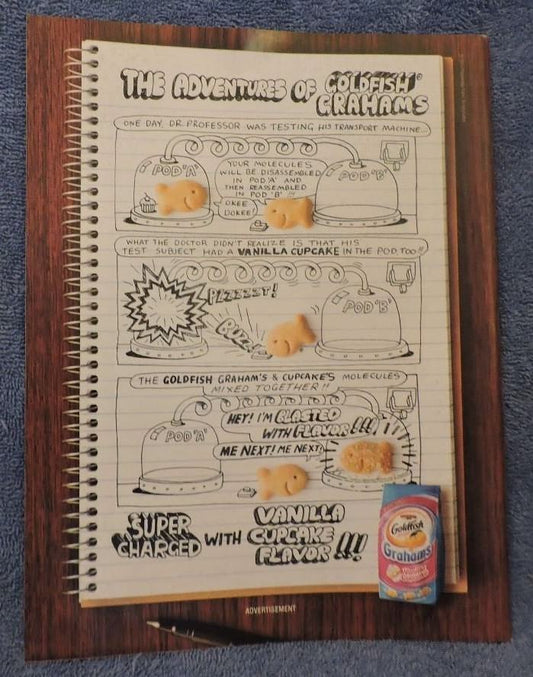 THE ADVENTURES OF GOLDFISH®
GRAHAMS
ONE DAY, DR. PROFESSOR WAS TESTING HIS TRANSPORT MACHINE...
POD 'A'
POD 'B'
YOUR MOLECULES
WILL BE DISASSEMBLED
IN POD 'A' AND
THEN REASSEMBLED
IN POD 'B' !!
OKEE
DOKEE!
WHAT THE DOCTOR DIDN'T REALIZE IS THAT HIS
TEST SUBJECT HAD A VANILLA CUPCAKE IN THE POD, TOO!!
PZZZZZT!
BUZZ!
POD 'B'
THE GOLDFISH GRAHAM'S & CUPCAKE'S MOLECULES
MIXED TOGETHER!!
POD 'A'
HEY! I'M BLASTED
WITH FLAVOR!!!
ME NEXT! ME NEXT!
SUPER
CHARGED
WITH
VANILLA
CUPCAKE
FLAVOR!!!
Goldfish
Grahams
ADVERTISEMENT